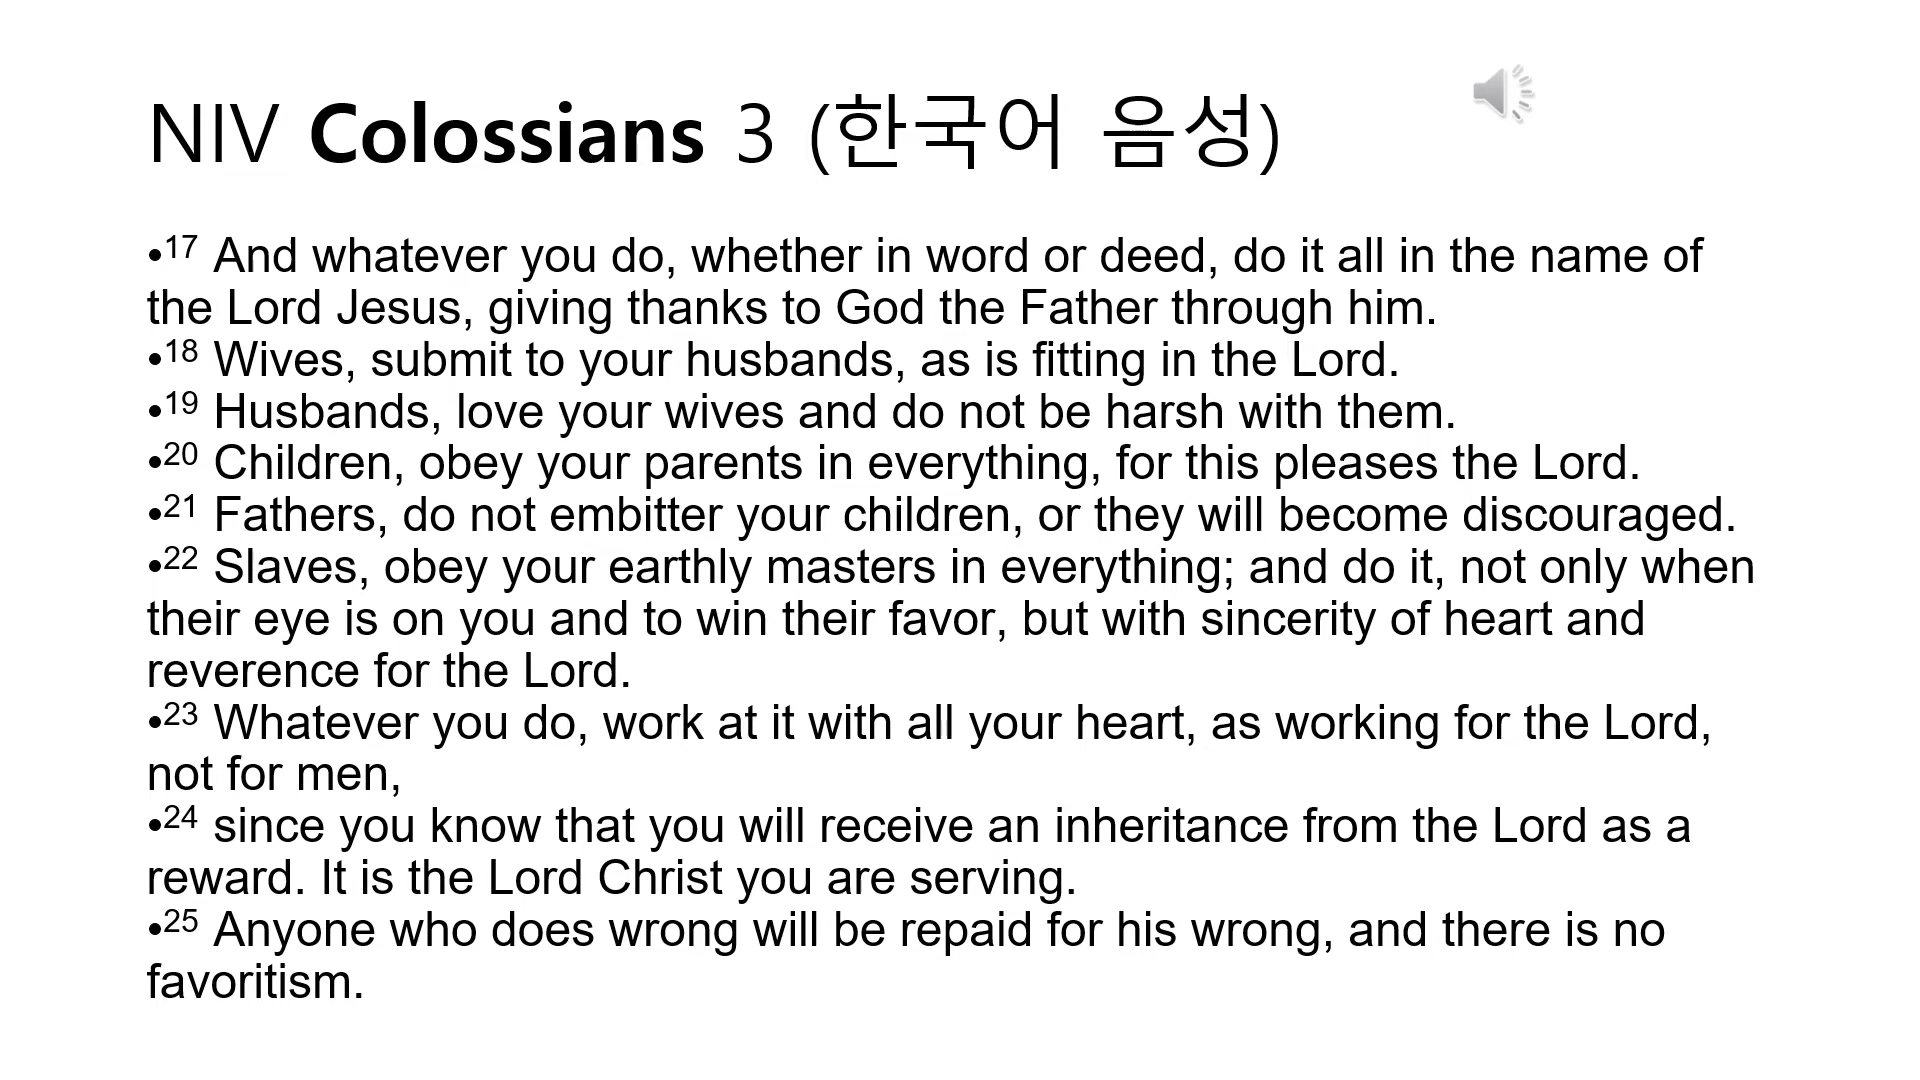 NIV Colossians 3 (한국어 음성)
•17 And whatever you do, whether in word or deed, do it all in the name of
the Lord Jesus, giving thanks to God the Father through him.
•18 Wives, submit to your husbands, as is fitting in the Lord.
•19 Husbands, love your wives and do not be harsh with them.
•20 Children, obey your parents in everything, for this pleases the Lord.
•21 Fathers, do not embitter your children, or they will become discouraged.
•22 Slaves, obey your earthly masters in everything; and do it, not only when
their eye is on you and to win their favor, but with sincerity of heart and
reverence for the Lord.
•23 Whatever you do, work at it with all your heart, as working for the Lord,
not for men,
•24 since you know that you will receive an inheritance from the Lord as a
reward. It is the Lord Christ you are serving.
•25 Anyone who does wrong will be repaid for his wrong, and there is no
favoritism.